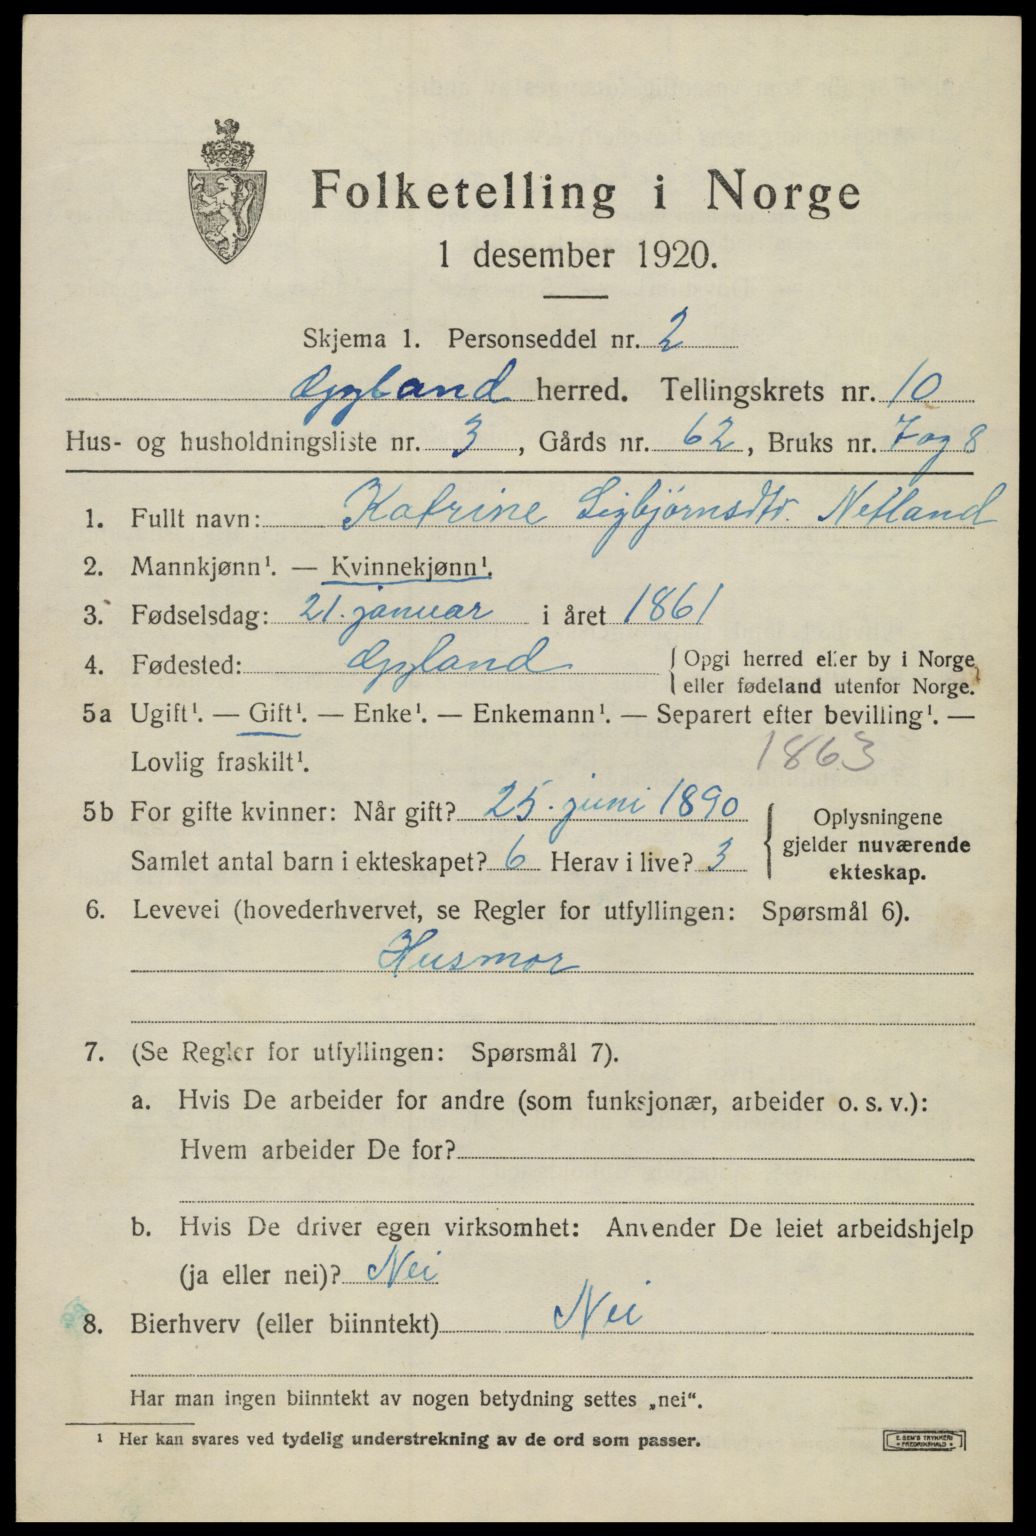 Folketelling i Norge
1 desember 1920.
Skjema 1. Personseddel nr. 2
Gyland herred. Tellingskrets nr. 10
Hus- og husholdningsliste nr. 3, Gårds nr. 62, Bruks nr. 7 og 8
1. Fullt navn: Katrine Sigbjørnsdtr. Netland
2. Mannkjønn¹. — Kvinnekjønn¹.
3. Fødselsdag: 21. januar i året 1861
4. Fødested: Gyland { Opgi herred eller by i Norge
eller fødeland utenfor Norge.
5a Ugift¹. — Gift¹. — Enke¹. — Enkemann¹. — Separert efter bevilling¹. —
Lovlig fraskilt¹. 1863
5b For gifte kvinner: Når gift? 25. juni 1890 { Oplysningene
gjelder nuværende
Samlet antal barn i ekteskapet? 6 Herav i live? 3
ekteskap.
6. Levevei (hovederhvervet, se Regler for utfyllingen: Spørsmål 6).
Husmor
7. (Se Regler for utfyllingen: Spørsmål 7).
a. Hvis De arbeider for andre (som funksjonær, arbeider o. s. v.):
Hvem arbeider De for?
b. Hvis De driver egen virksomhet: Anvender De leiet arbeidshjelp
(ja eller nei)? Nei
8. Bierhverv (eller biinntekt) Nei
Har man ingen biinntekt av nogen betydning settes „nei“.
¹ Her kan svares ved tydelig understrekning av de ord som passer.
E. SEM'S TRYKKERI
• FREDRIKSHALD •